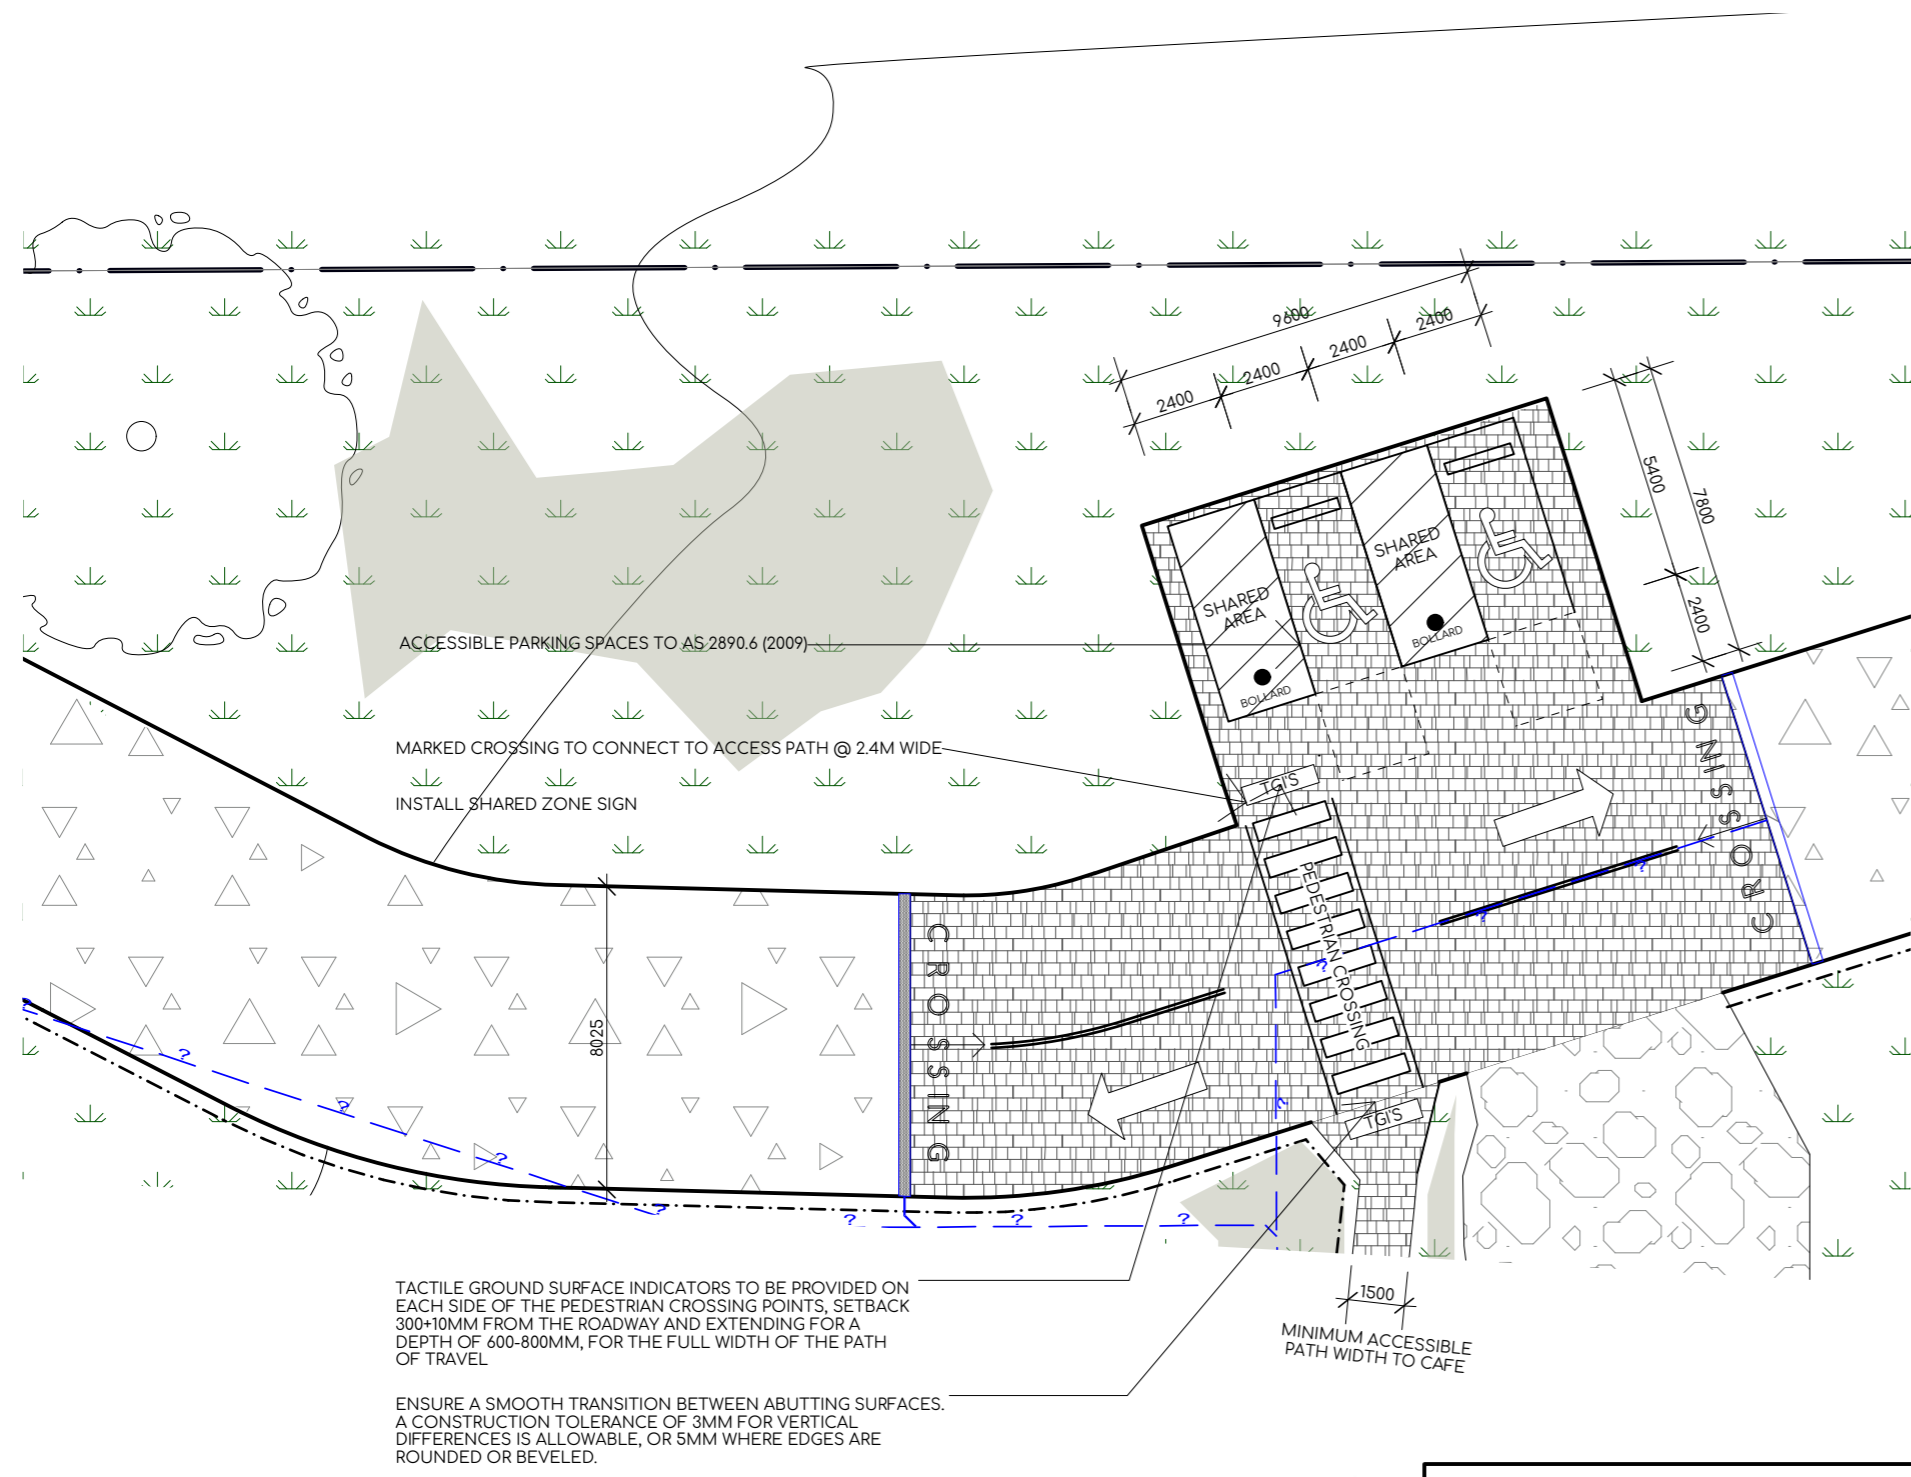 9600
2400
2400
2400
2400
5400
7800
2400
SHARED
AREA
SHARED
AREA
BOLLARD
BOLLARD
ACCESSIBLE PARKING SPACES TO AS 2890.6 (2009)
MARKED CROSSING TO CONNECT TO ACCESS PATH @ 2.4M WIDE
INSTALL SHARED ZONE SIGN
TGI'S
PEDESTRIAN CROSSING
CROSSING
CROSSING
8025
TGI'S
?
?
?
?
?
?
?
?
?
?
?
?
?
1500
MINIMUM ACCESSIBLE
PATH WIDTH TO CAFE
TACTILE GROUND SURFACE INDICATORS TO BE PROVIDED ON
EACH SIDE OF THE PEDESTRIAN CROSSING POINTS, SETBACK
300+10MM FROM THE ROADWAY AND EXTENDING FOR A
DEPTH OF 600-800MM, FOR THE FULL WIDTH OF THE PATH
OF TRAVEL
ENSURE A SMOOTH TRANSITION BETWEEN ABUTTING SURFACES.
A CONSTRUCTION TOLERANCE OF 3MM FOR VERTICAL
DIFFERENCES IS ALLOWABLE, OR 5MM WHERE EDGES ARE
ROUNDED OR BEVELED.